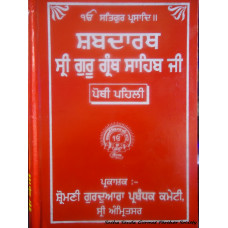 ੴ ਸਤਿਗੁਰ ਪ੍ਰਸਾਦਿ॥
ਸ਼ਬਦਾਰਥ
ਸ੍ਰੀ ਗੁਰੂ ਗ੍ਰੰਥ ਸਾਹਿਬ ਜੀ
ਪੋਥੀ ਪਹਿਲੀ
ੴ
ਪ੍ਰਕਾਸ਼ਕ :-
ਸ਼੍ਰੋਮਣੀ ਗੁਰਦੁਆਰਾ ਪ੍ਰਬੰਧਕ ਕਮੇਟੀ,
ਸ੍ਰੀ ਅੰਮ੍ਰਿਤਸਰ